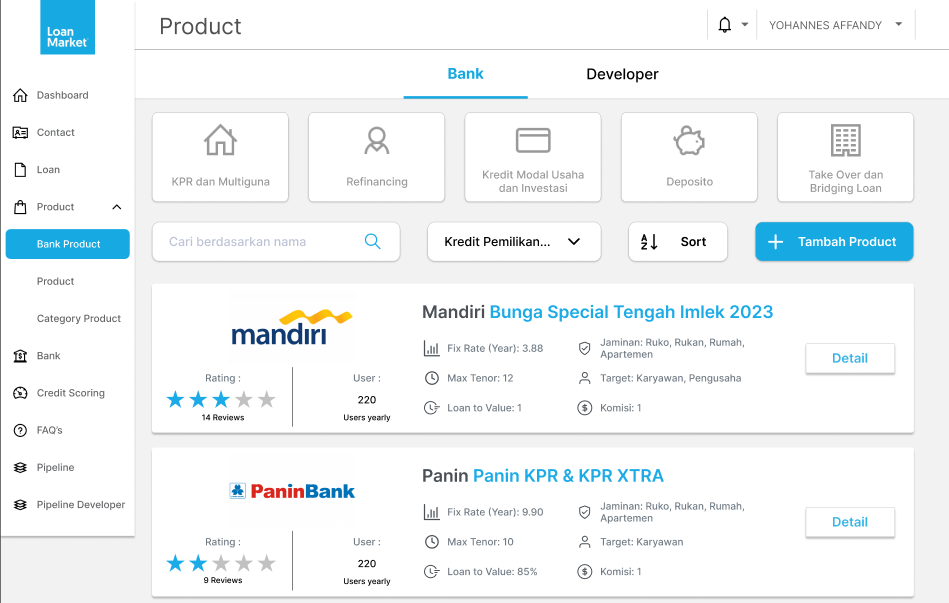 Loan
Market
Product
YOHANNES AFFANDY
Dashboard
Contact
Loan
Product
Bank Product
Product
Category Product
Bank
Credit Scoring
FAQ's
Pipeline
Pipeline Developer
Bank
Developer
KPR dan Multiguna
Refinancing
Kredit Modal Usaha
dan Investasi
Deposito
Take Over dan
Bridging Loan
Cari berdasarkan nama
Kredit Pemilikan...
A
Z
Sort
Tambah Product
mandiri
Rating :
14 Reviews
User :
220
Users yearly
Mandiri Bunga Special Tengah Imlek 2023
Fix Rate (Year): 3.88
Max Tenor: 12
Loan to Value: 1
Jaminan: Ruko, Rukan, Rumah,
Apartemen
Target: Karyawan, Pengusaha
Komisi: 1
Detail
PaninBank
Rating :
9 Reviews
User :
220
Users yearly
Panin Panin KPR & KPR XTRA
Fix Rate (Year): 9.90
Max Tenor: 10
Loan to Value: 85%
Jaminan: Ruko, Rukan, Rumah,
Apartemen
Target: Karyawan
Komisi: 1
Detail